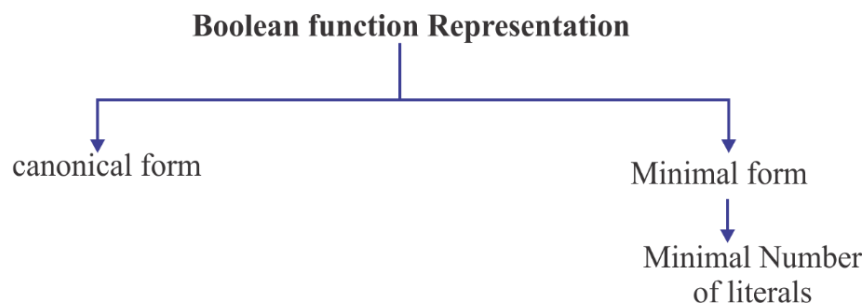 Boolean function Representation
canonical form
Minimal form
Minimal Number
of literals